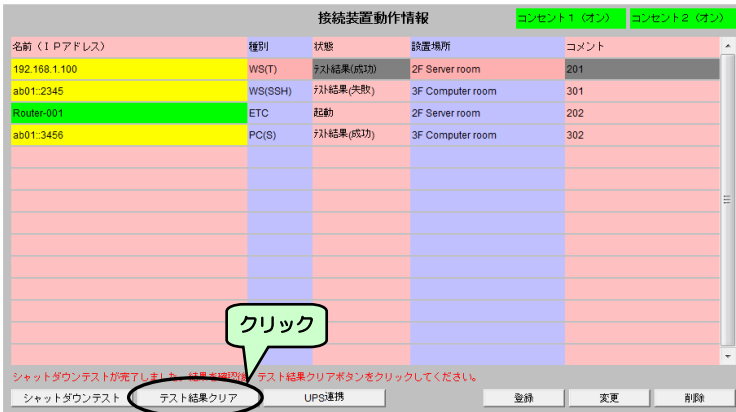 接続装置動作情報
コンセント1(オン) コンセント2(オン)
名前(IPアドレス) 種別 状態 設置場所 コメント
192.168.1.100 WS(T) テスト結果(成功) 2F Server room 201
ab01::2345 WS(SSH) テスト結果(失敗) 3F Computer room 301
Router-001 ETC 起動 2F Server room 202
ab01::3456 PC(S) テスト結果(成功) 3F Computer room 302
クリック
シャットダウンテストが完了しました。結果を確認後、テスト結果クリアボタンをクリックしてください。
シャットダウンテスト テスト結果クリア UPS連携 登録 変更 削除